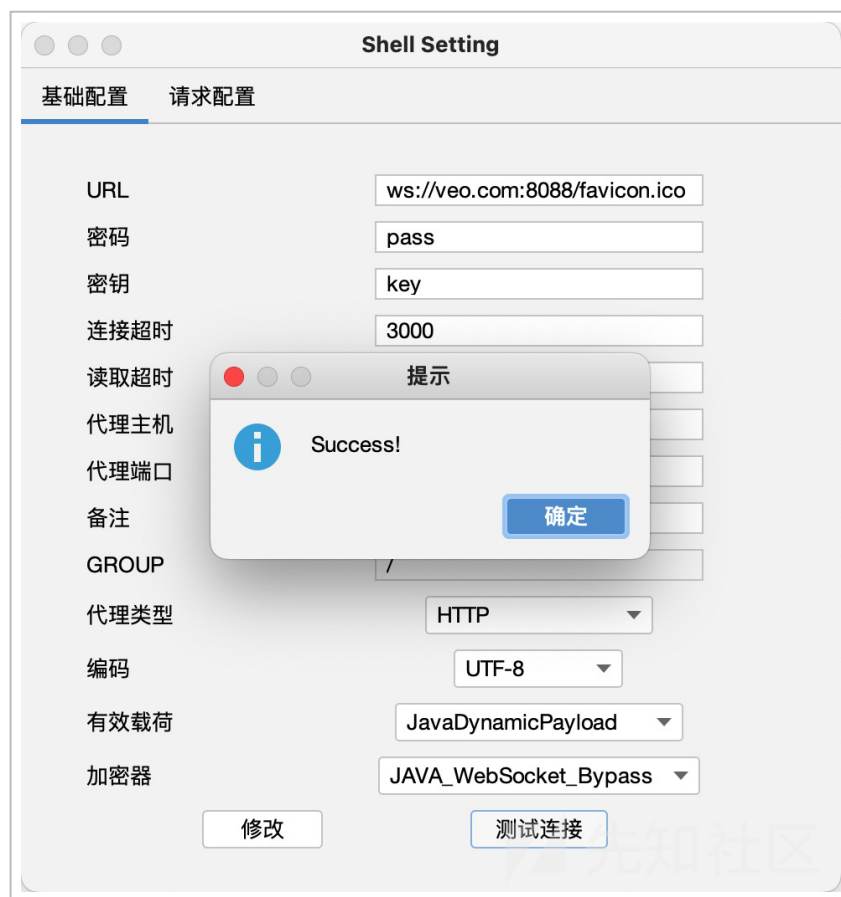 Shell Setting
基础配置 请求配置
URL ws://veo.com:8088/favicon.ico
密码 pass
密钥 key
连接超时 3000
读取超时
提示
代理主机
Success!
代理端口
备注
确定
GROUP /
代理类型 HTTP
编码 UTF-8
有效载荷 JavaDynamicPayload
加密器 JAVA_WebSocket_Bypass
修改 测试连接
先知社区